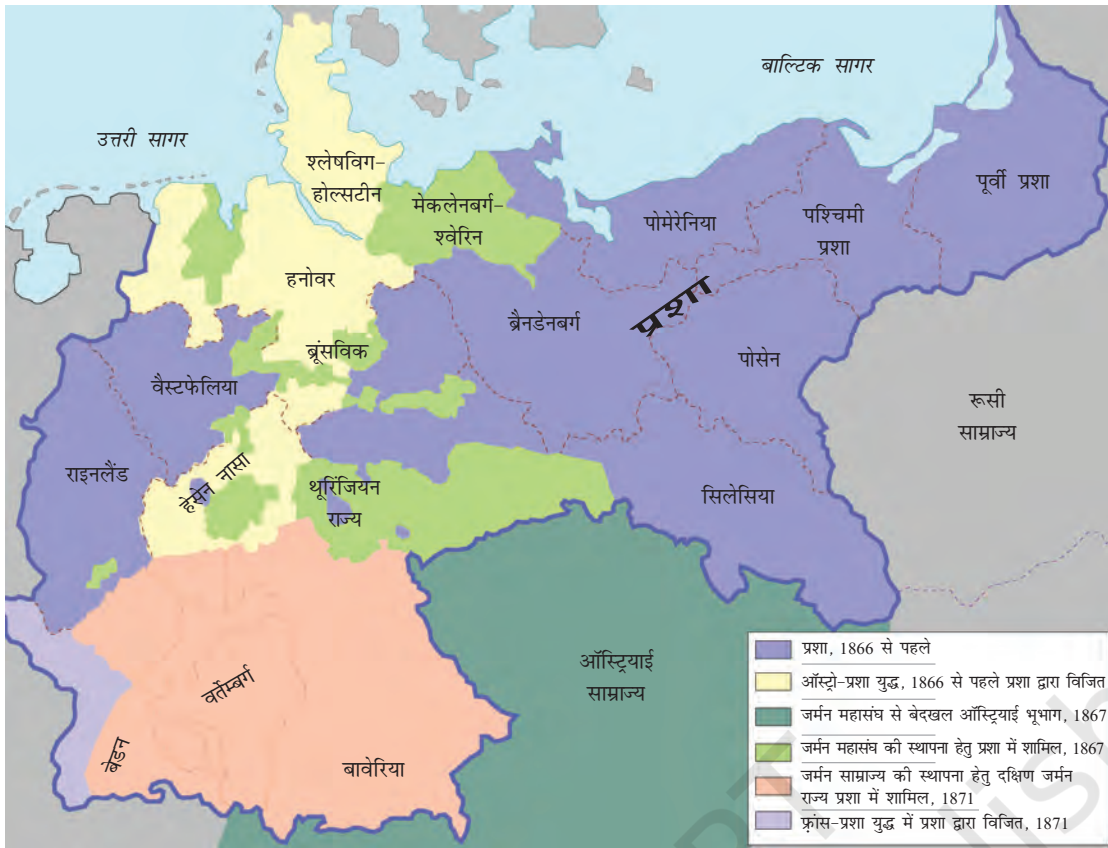 बाल्टिक सागर
उत्तरी सागर
श्लेषविग-
होल्सटीन
मेकलेनबर्ग-
श्वेरिन
पूर्वी प्रशा
पोमेरेनिया
पश्चिमी
प्रशा
हनोवर
प्रशा
ब्रैनडेनबर्ग
ब्रूंसविक
पोसेन
वैस्टफेलिया
रूसी
साम्राज्य
राइनलैंड
हेसेन नासा
थूरिंजियन
राज्य
सिलेसिया
ऑस्ट्रियाई
साम्राज्य
वर्तेम्बर्ग
बेडन
बावेरिया
प्रशा, 1866 से पहले
ऑस्ट्रो-प्रशा युद्ध, 1866 से पहले प्रशा द्वारा विजित
जर्मन महासंघ से बेदखल ऑस्ट्रियाई भूभाग, 1867
जर्मन महासंघ की स्थापना हेतु प्रशा में शामिल, 1867
जर्मन साम्राज्य की स्थापना हेतु दक्षिण जर्मन
राज्य प्रशा में शामिल, 1871
फ़्रांस-प्रशा युद्ध में प्रशा द्वारा विजित, 1871